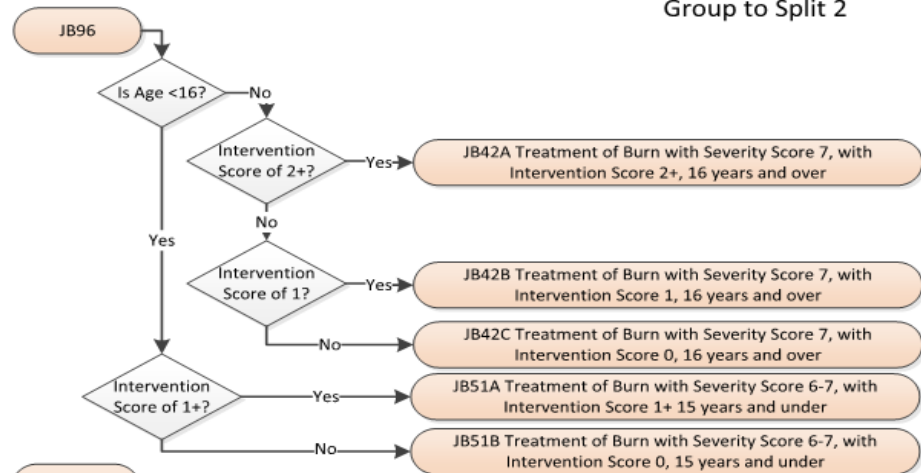 Group to Split 2
JB96
Is Age <16?
No
Intervention
Score of 2+?
Yes
JB42A Treatment of Burn with Severity Score 7, with
Intervention Score 2+, 16 years and over
No
Yes
Intervention
Score of 1?
Yes
JB42B Treatment of Burn with Severity Score 7, with
Intervention Score 1, 16 years and over
No
JB42C Treatment of Burn with Severity Score 7, with
Intervention Score 0, 16 years and over
Intervention
Score of 1+?
Yes
JB51A Treatment of Burn with Severity Score 6-7, with
Intervention Score 1+ 15 years and under
No
JB51B Treatment of Burn with Severity Score 6-7, with
Intervention Score 0, 15 years and under